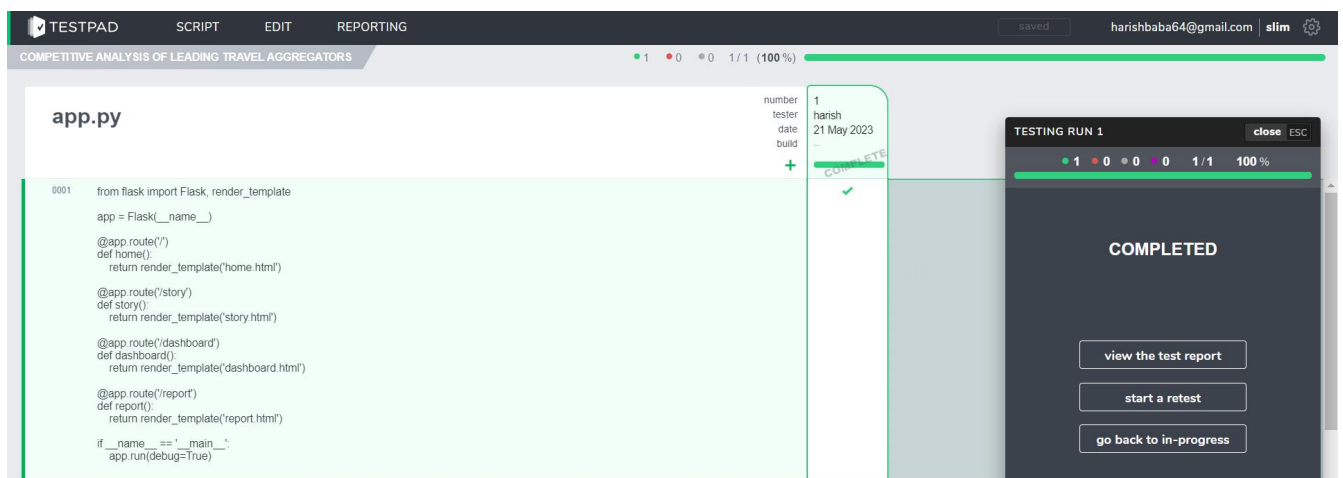 TESTPAD SCRIPT EDIT REPORTING saved harishbaba64@gmail.com slim
COMPETITIVE ANALYSIS OF LEADING TRAVEL AGGREGATORS 1 0 0 1/1 (100%)
app.py
number 1
tester harish
date 21 May 2023
build --
+
COMPLETE
TESTING RUN 1 close ESC
1 0 0 0 1/1 100%
COMPLETED
view the test report
start a retest
go back to in-progress
0001 from flask import Flask, render_template
app = Flask(__name__)
@app.route('/')
def home():
return render_template('home.html')
@app.route('/story')
def story():
return render_template('story.html')
@app.route('/dashboard')
def dashboard():
return render_template('dashboard.html')
@app.route('/report')
def report():
return render_template('report.html')
if __name__ == '__main__':
app.run(debug=True)